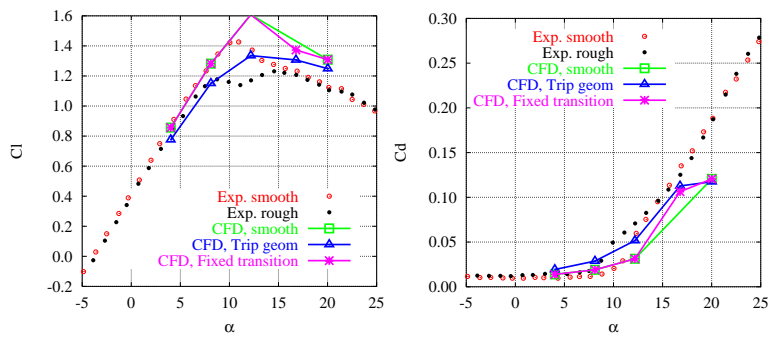 1.6
1.4
1.2
1.0
0.8
0.6
0.4
0.2
0.0
-0.2
Cl
-5 0 5 10 15 20 25
α
Exp. smooth
Exp. rough
CFD, smooth
CFD, Trip geom
CFD, Fixed transition
0.30
0.25
0.20
0.15
0.10
0.05
0.00
Cd
-5 0 5 10 15 20 25
α
Exp. smooth
Exp. rough
CFD, smooth
CFD, Trip geom
CFD, Fixed transition